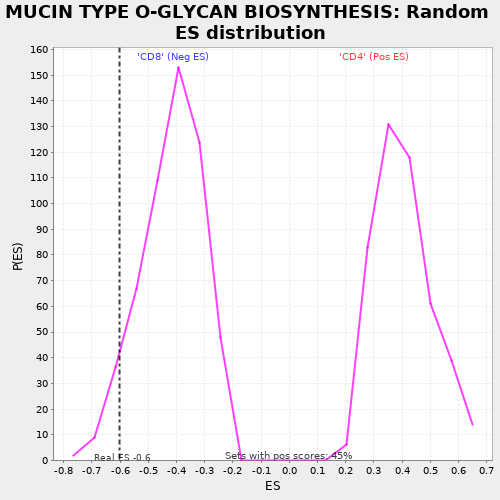 MUCIN TYPE O-GLYCAN BIOSYNTHESIS: Random
ES distribution
'CD8' (Neg ES)
'CD4' (Pos ES)
160
150
140
130
120
110
100
90
80
70
60
50
40
30
20
10
0
P(ES)
Real ES -0.6
Sets with pos scores: 45%
-0.8 -0.7 -0.6 -0.5 -0.4 -0.3 -0.2 -0.1 0.0 0.1 0.2 0.3 0.4 0.5 0.6 0.7
ES